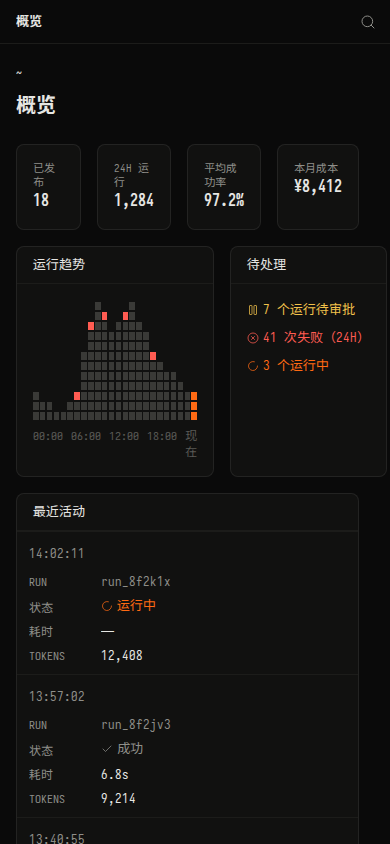 概览
~
概览
已发
布
18
24H 运
行
1,284
平均成
功率
97.2%
本月成本
¥8,412
运行趋势
00:00 06:00 12:00 18:00 现
在
待处理
7 个运行待审批
41 次失败 (24H)
3 个运行中
最近活动
14:02:11
RUN run_8f2k1x
状态 运行中
耗时 —
TOKENS 12,408
13:57:02
RUN run_8f2jv3
状态 成功
耗时 6.8s
TOKENS 9,214
13:40:55